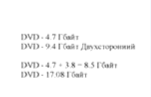 DVD - 4.7 Гбайт
DVD - 9.4 Гбайт Двухсторонний
DVD - 4.7 + 3.8 = 8.5 Гбайт
DVD - 17.08 Гбайт